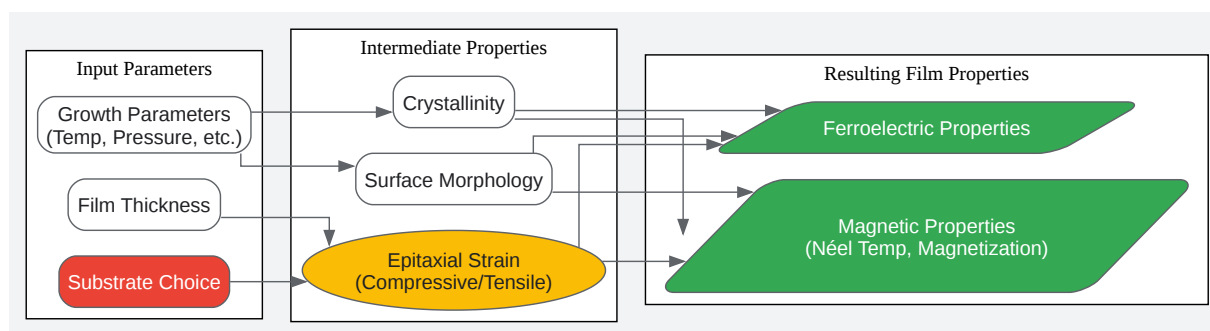 Input Parameters
Growth Parameters
(Temp, Pressure, etc.)
Film Thickness
Substrate Choice
Intermediate Properties
Crystallinity
Surface Morphology
Epitaxial Strain
(Compressive/Tensile)
Resulting Film Properties
Ferroelectric Properties
Magnetic Properties
(Néel Temp, Magnetization)